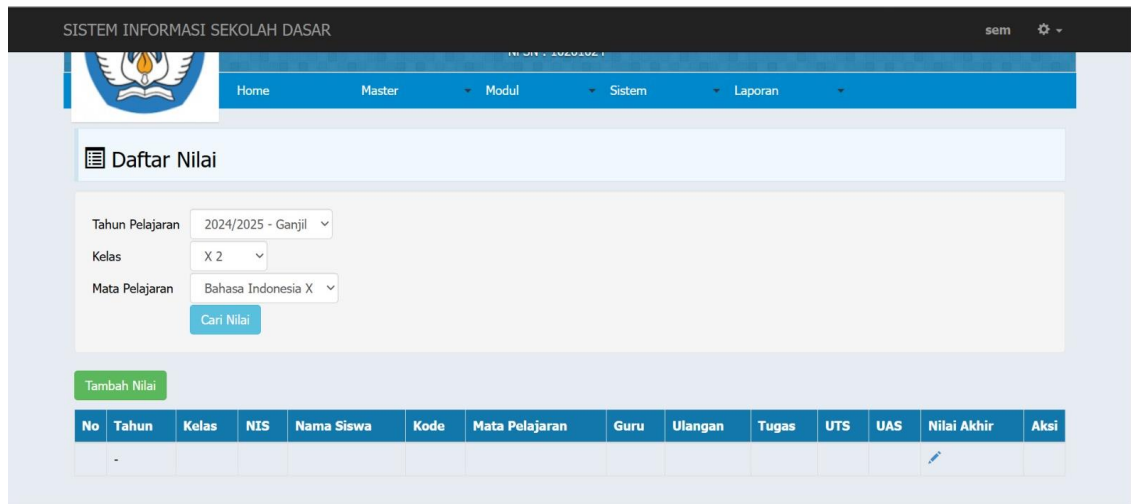 SISTEM INFORMASI SEKOLAH DASAR sem
Home Master Modul Sistem Laporan
Daftar Nilai
Tahun Pelajaran 2024/2025 - Ganjil
Kelas X 2
Mata Pelajaran Bahasa Indonesia X
Cari Nilai
Tambah Nilai
No Tahun Kelas NIS Nama Siswa Kode Mata Pelajaran Guru Ulangan Tugas UTS UAS Nilai Akhir Aksi
-